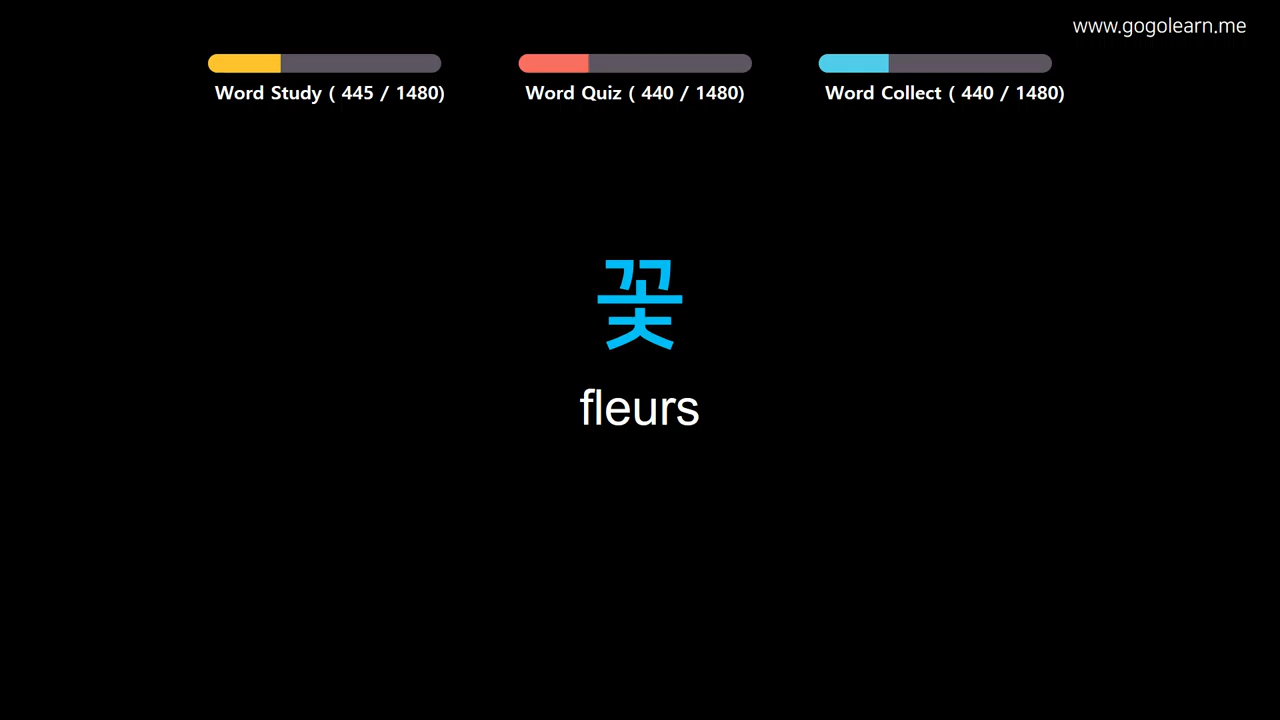 www.gogolearn.me
Word Study ( 445 / 1480)
Word Quiz ( 440 / 1480)
Word Collect ( 440 / 1480)
꽃
fleurs